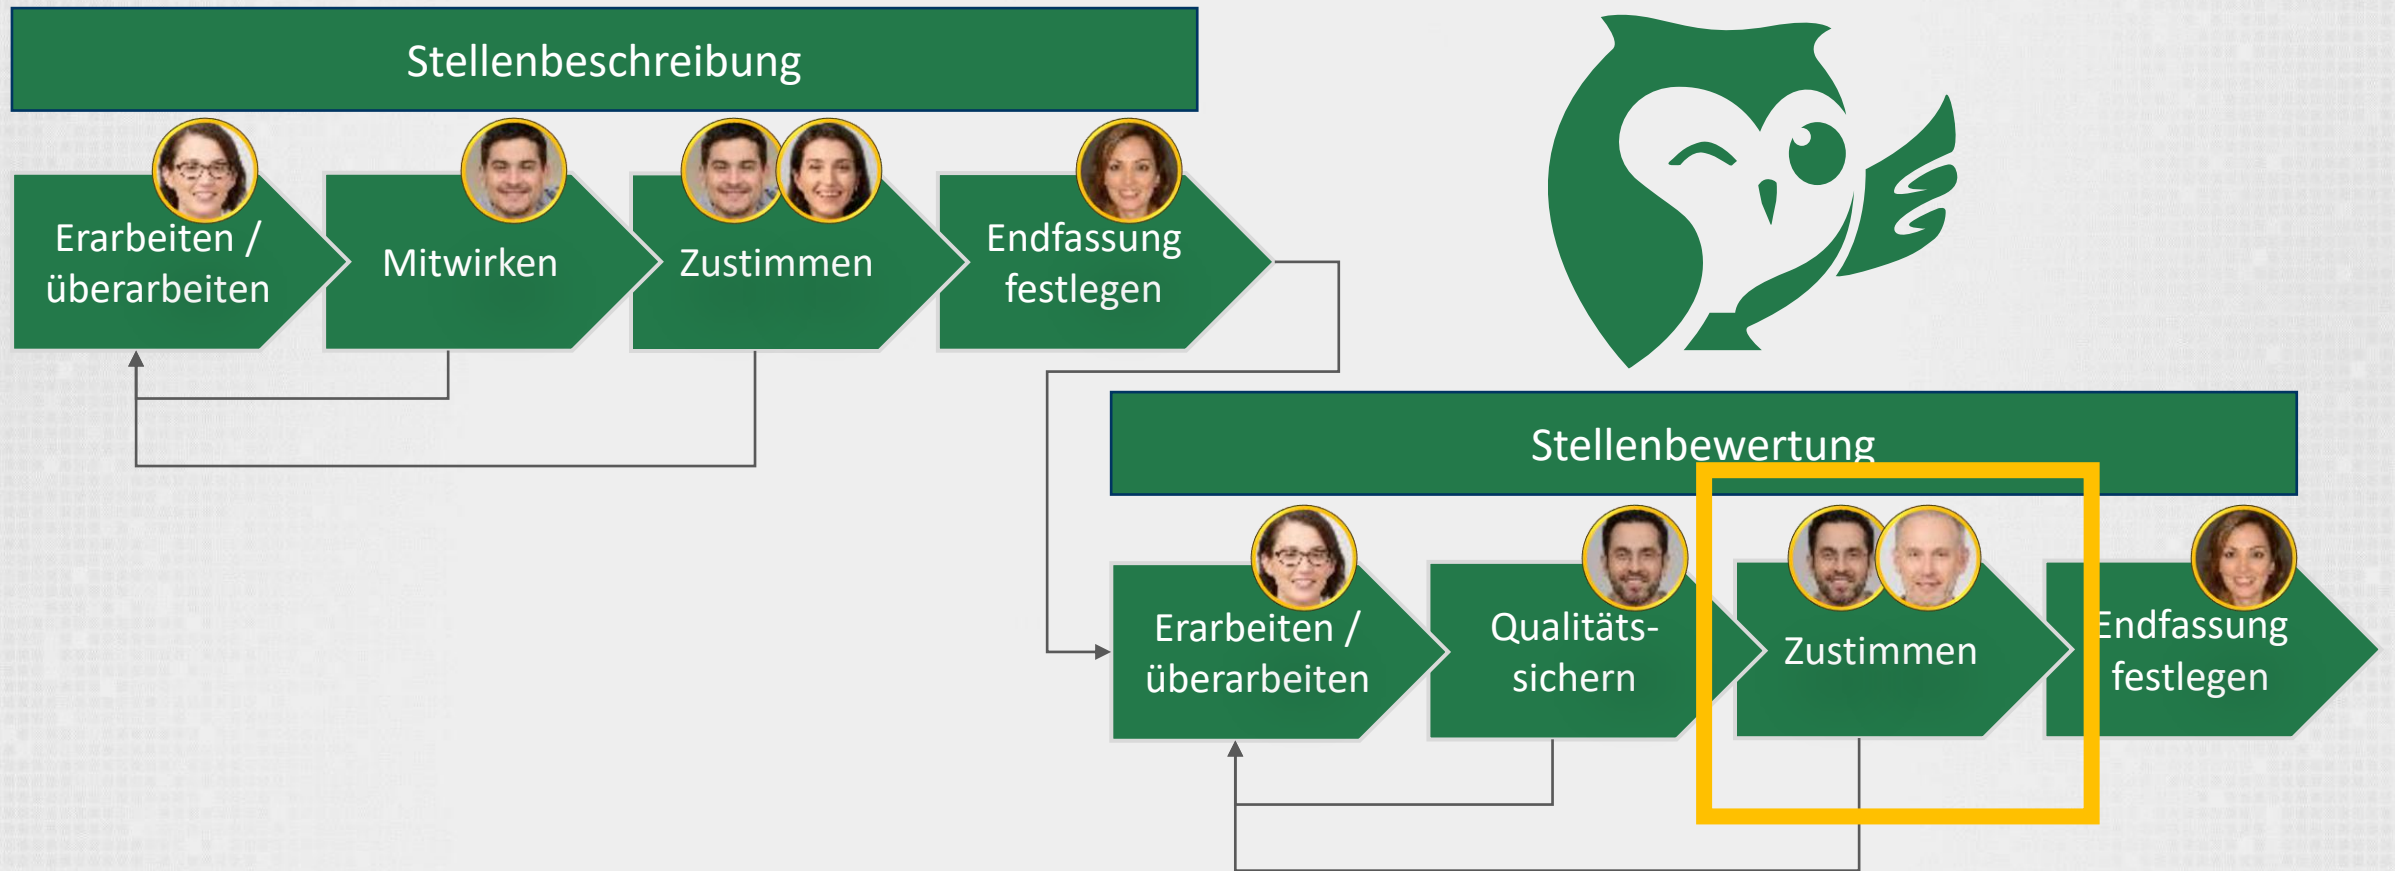 Stellenbeschreibung
Erarbeiten /
überarbeiten
Mitwirken
Zustimmen
Endfassung
festlegen
Stellenbewertung
Erarbeiten /
überarbeiten
Qualitäts-
sichern
Zustimmen
Endfassung
festlegen